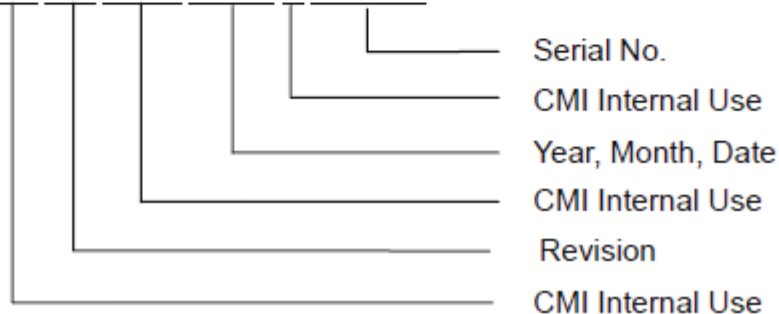 Serial No.
CMI Internal Use
Year, Month, Date
CMI Internal Use
Revision
CMI Internal Use